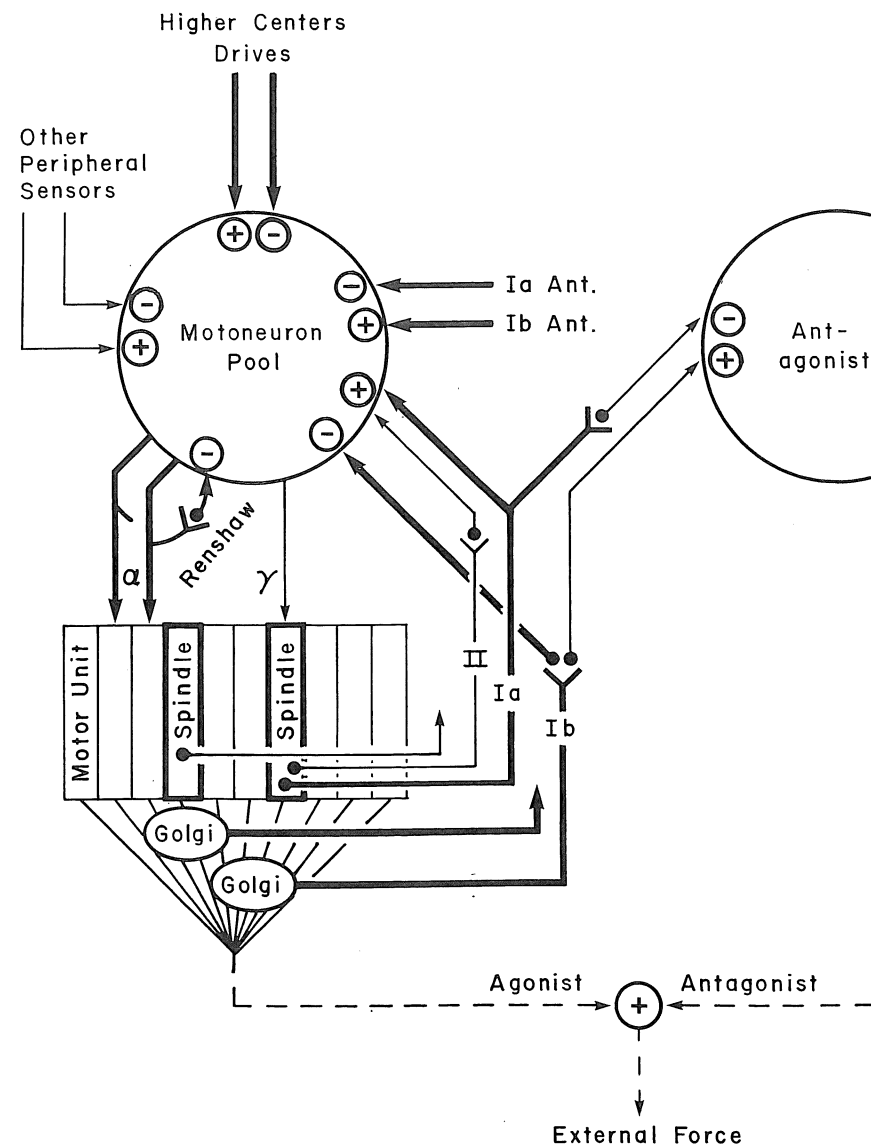 Higher Centers
Drives
Other
Peripheral
Sensors
+
-
-
+
Ia Ant.
Ib Ant.
-
+
Motoneuron
Pool
+
-
-
-
+
Ant-
agonist
Renshaw
α
γ
Motor Unit
Spindle
Spindle
II
Ia
Ib
Golgi
Golgi
Agonist
Antagonist
+
External Force